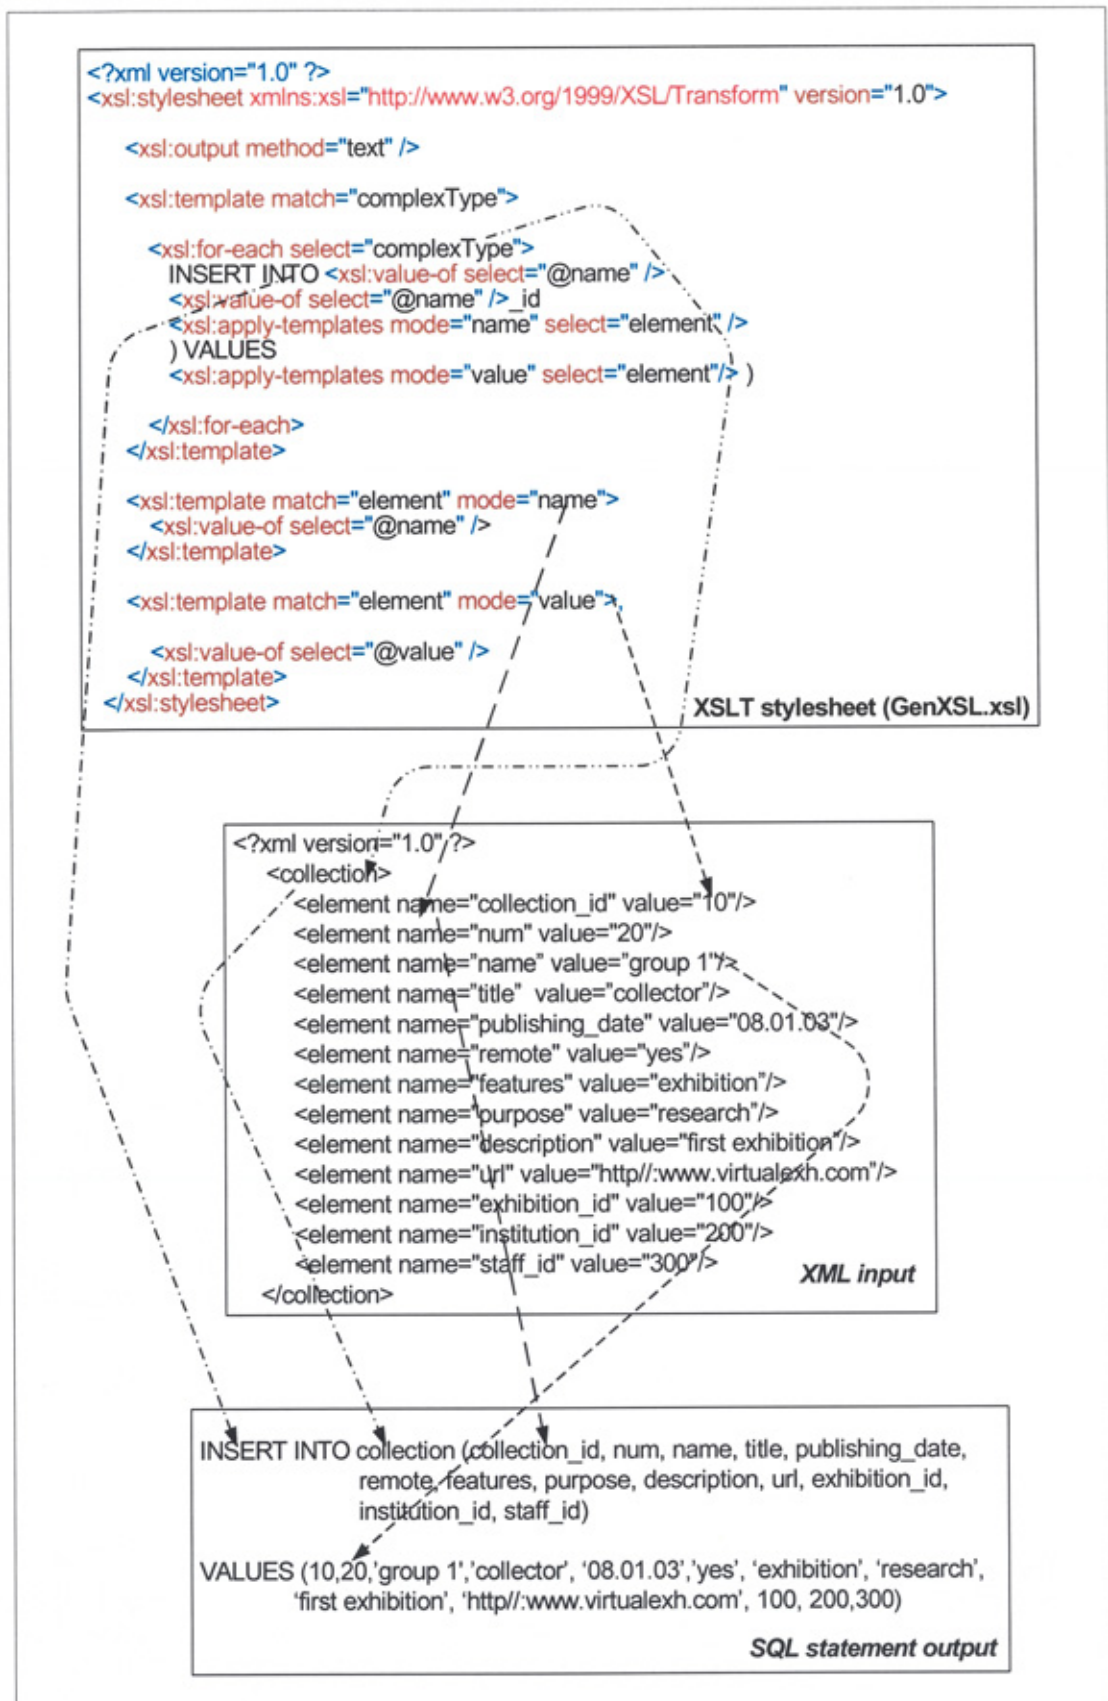 <?xml version="1.0" ?>
<xsl:stylesheet xmlns:xsl="http://www.w3.org/1999/XSL/Transform" version="1.0">
<xsl:output method="text" />
<xsl:template match="complexType">
<xsl:for-each select="complexType">
INSERT INTO <xsl:value-of select="@name" />
<xsl:value-of select="@name" />_id
<xsl:apply-templates mode="name" select="element" />
) VALUES
<xsl:apply-templates mode="value" select="element"/> )
</xsl:for-each>
</xsl:template>
<xsl:template match="element" mode="name">
<xsl:value-of select="@name" />
</xsl:template>
<xsl:template match="element" mode="value">,
<xsl:value-of select="@value" />
</xsl:template>
</xsl:stylesheet>
XSLT stylesheet (GenXSL.xsl)
<?xml version="1.0" ?>
<collection>
<element name="collection_id" value="10"/>
<element name="num" value="20"/>
<element name="name" value="group 1"/>
<element name="title" value="collector"/>
<element name="publishing_date" value="08.01.03"/>
<element name="remote" value="yes"/>
<element name="features" value="exhibition"/>
<element name="purpose" value="research"/>
<element name="description" value="first exhibition"/>
<element name="url" value="http//:www.virtualexh.com"/>
<element name="exhibition_id" value="100"/>
<element name="institution_id" value="200"/>
<element name="staff_id" value="300"/>
XML input
</collection>
INSERT INTO collection (collection_id, num, name, title, publishing_date,
remote, features, purpose, description, url, exhibition_id,
institution_id, staff_id)
VALUES (10,20,'group 1','collector', '08.01.03','yes', 'exhibition', 'research',
'first exhibition', 'http//:www.virtualexh.com', 100, 200,300)
SQL statement output